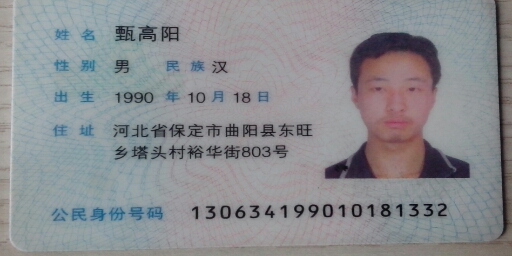 姓名 甄高阳
性别 男 民族 汉
出生 1990 年 10 月 18 日
住址 河北省保定市曲阳县东旺
乡塔头村裕华街803号
公民身份号码 130634199010181332